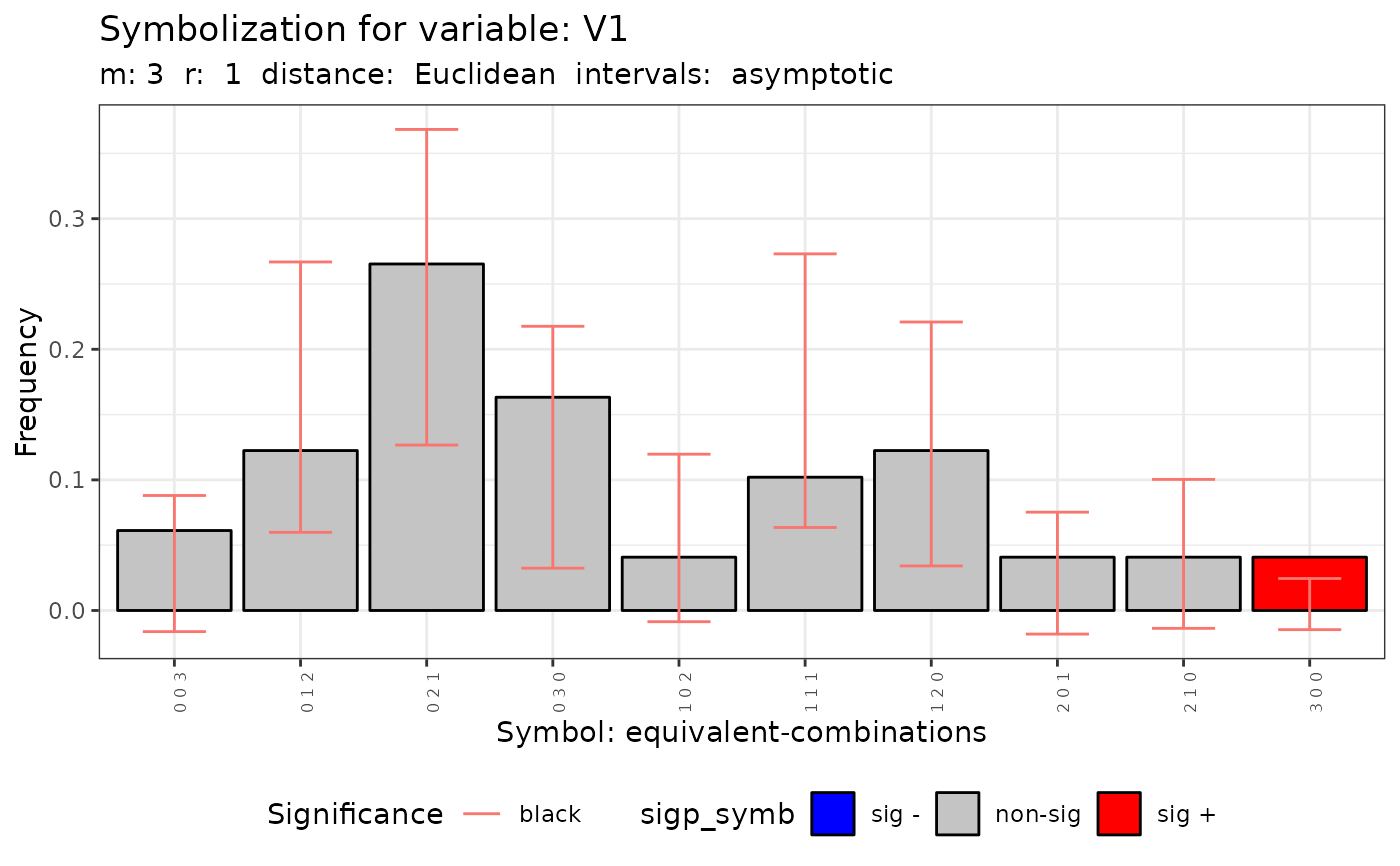 Symbolization for variable: V1
m: 3 r: 1 distance: Euclidean intervals: asymptotic
Frequency
0.3
0.2
0.1
0.0
0 0 3
0 1 2
0 2 1
0 3 0
1 0 2
1 1 1
1 2 0
2 0 1
2 1 0
3 0 0
Symbol: equivalent-combinations
Significance black sigp_symb sig - non-sig sig +